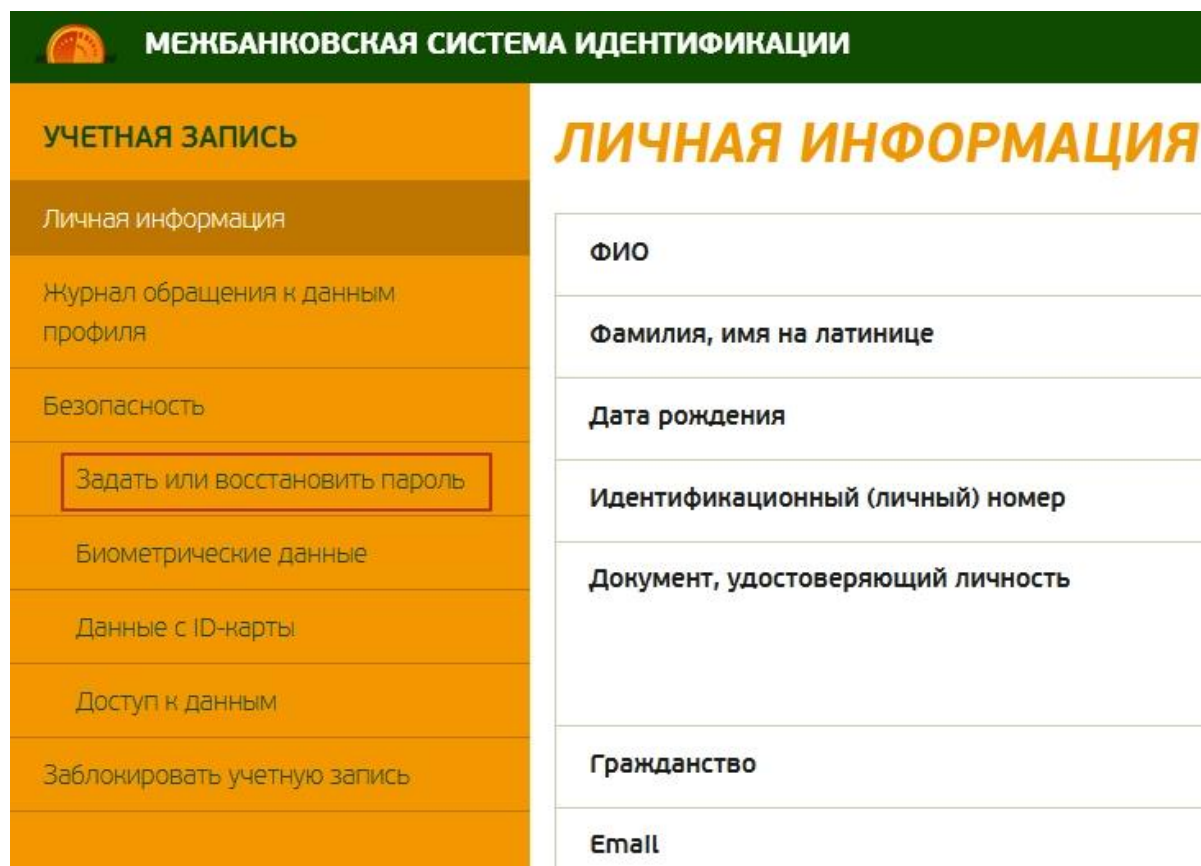 МЕЖБАНКОВСКАЯ СИСТЕМА ИДЕНТИФИКАЦИИ
УЧЕТНАЯ ЗАПИСЬ
Личная информация
Журнал обращения к данным
профиля
Безопасность
Задать или восстановить пароль
Биометрические данные
Данные с ID-карты
Доступ к данным
Заблокировать учетную запись
ЛИЧНАЯ ИНФОРМАЦИЯ
ФИО
Фамилия, имя на латинице
Дата рождения
Идентификационный (личный) номер
Документ, удостоверяющий личность
Гражданство
Email